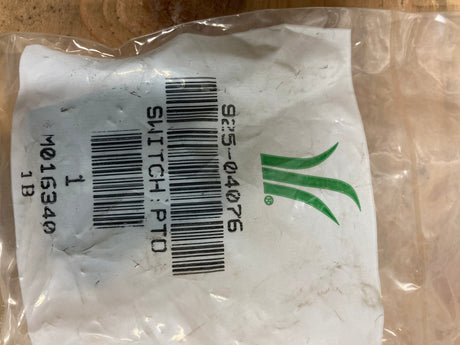 925-04076
SWITCH:PTO
1
M016340
1B
®